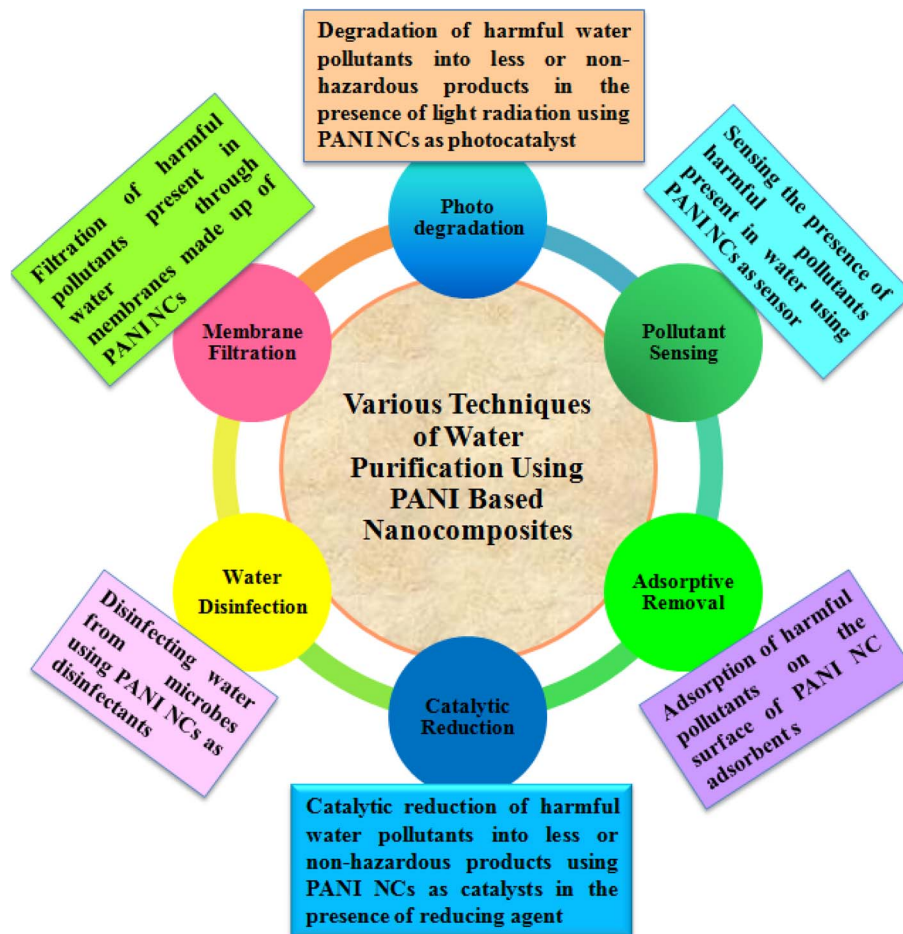 Degradation of harmful water
pollutants into less or non-
hazardous products in the
presence of light radiation using
PANI NCs as photocatalyst
Photo
degradation
Sensing the presence of
harmful pollutants
present in water using
PANI NCs as sensor
Pollutant
Sensing
Adsorptive
Removal
Adsorption of harmful
pollutants on the
surface of PANI NC
adsorbents
Catalytic
Reduction
Catalytic reduction of harmful
water pollutants into less or
non-hazardous products using
PANI NCs as catalysts in the
presence of reducing agent
Water
Disinfection
Disinfecting water
from microbes
using PANI NCs as
disinfectants
Membrane
Filtration
Filtration of harmful
pollutants present in
water through
membranes made up of
PANI NCs
Various Techniques
of Water
Purification Using
PANI Based
Nanocomposites